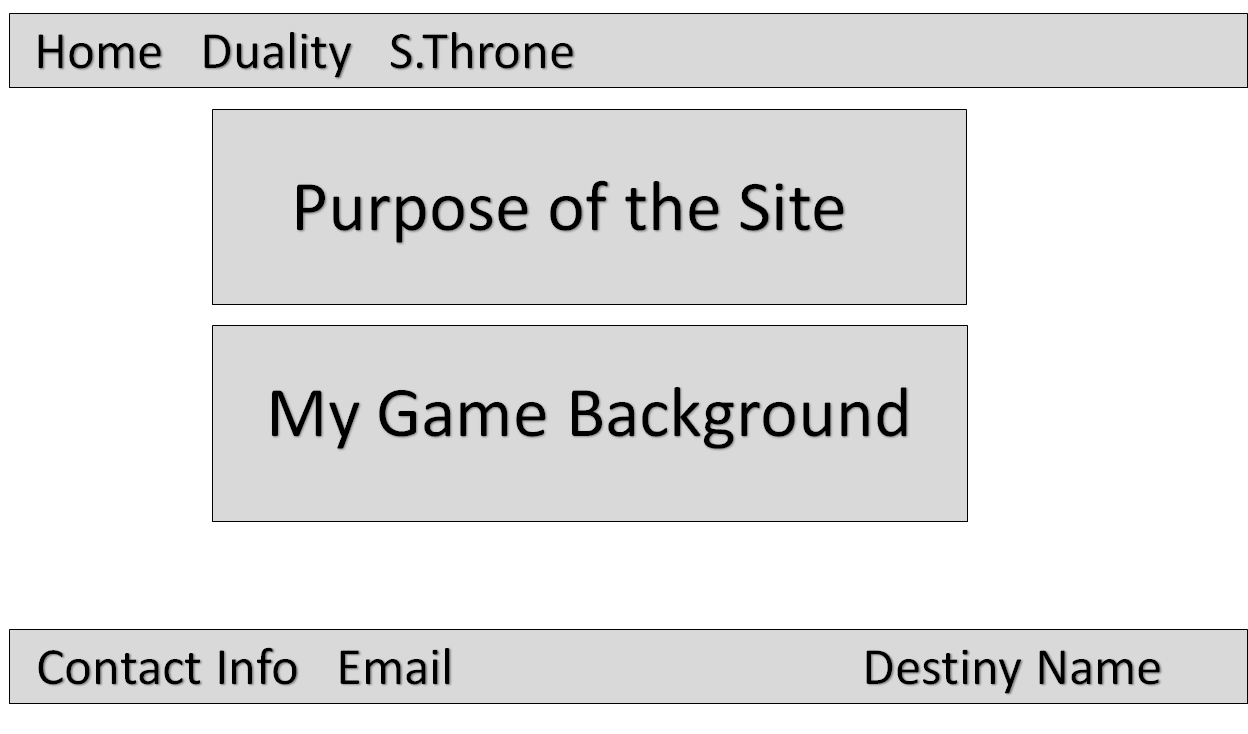 Home Duality S.Throne
Purpose of the Site
My Game Background
Contact Info Email Destiny Name